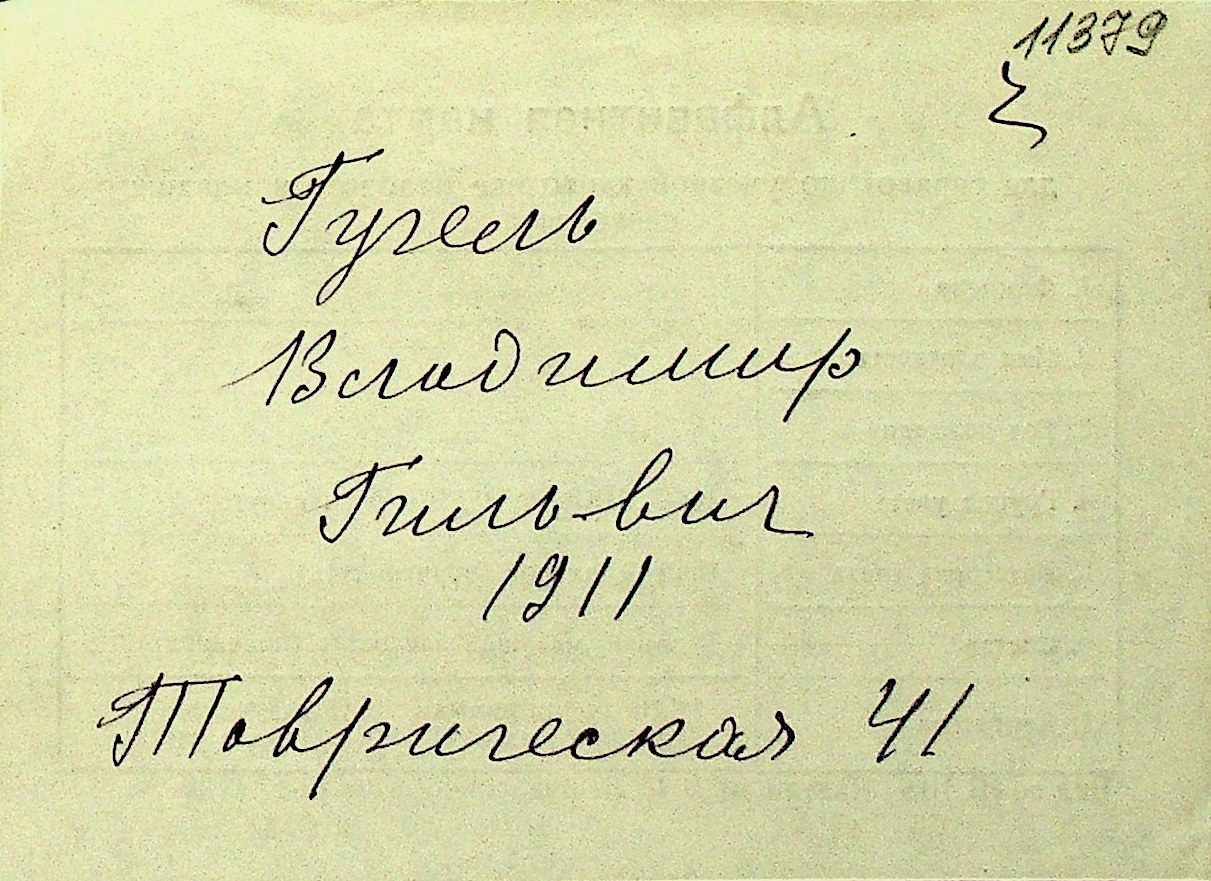 11379
Гугель
Владимир
Гильвич
1911
Таврическая 41